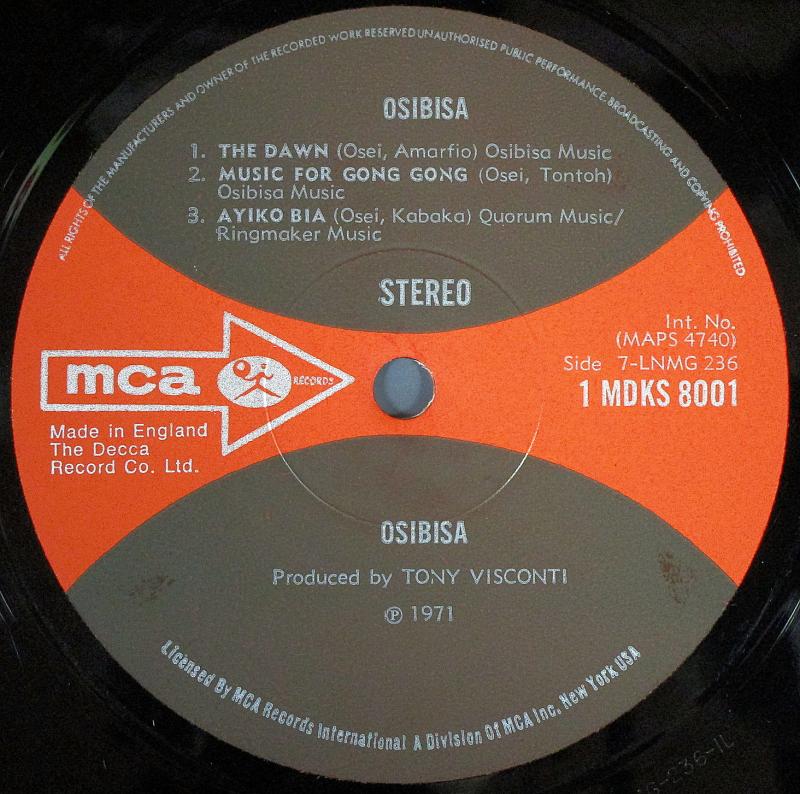 ALL RIGHTS OF THE MANUFACTURERS AND OWNER OF THE RECORDED WORK RESERVED UNAUTHORISED PUBLIC PERFORMANCE, BROADCASTING AND COPYING PROHIBITED
OSIBISA
1. THE DAWN (Osei, Amarfio) Osibisa Music
2. MUSIC FOR GONG GONG (Osei, Tontoh)
Osibisa Music
3. AYIKO BIA (Osei, Kabaka) Quorum Music/
Ringmaker Music
STEREO
mca RECORDS
Made in England
The Decca
Record Co. Ltd.
Int. No.
(MAPS 4740)
Side 7-LNMG 236
1 MDKS 8001
OSIBISA
Produced by TONY VISCONTI
℗ 1971
Licensed By MCA Records International A Division Of MCA Inc. New York USA